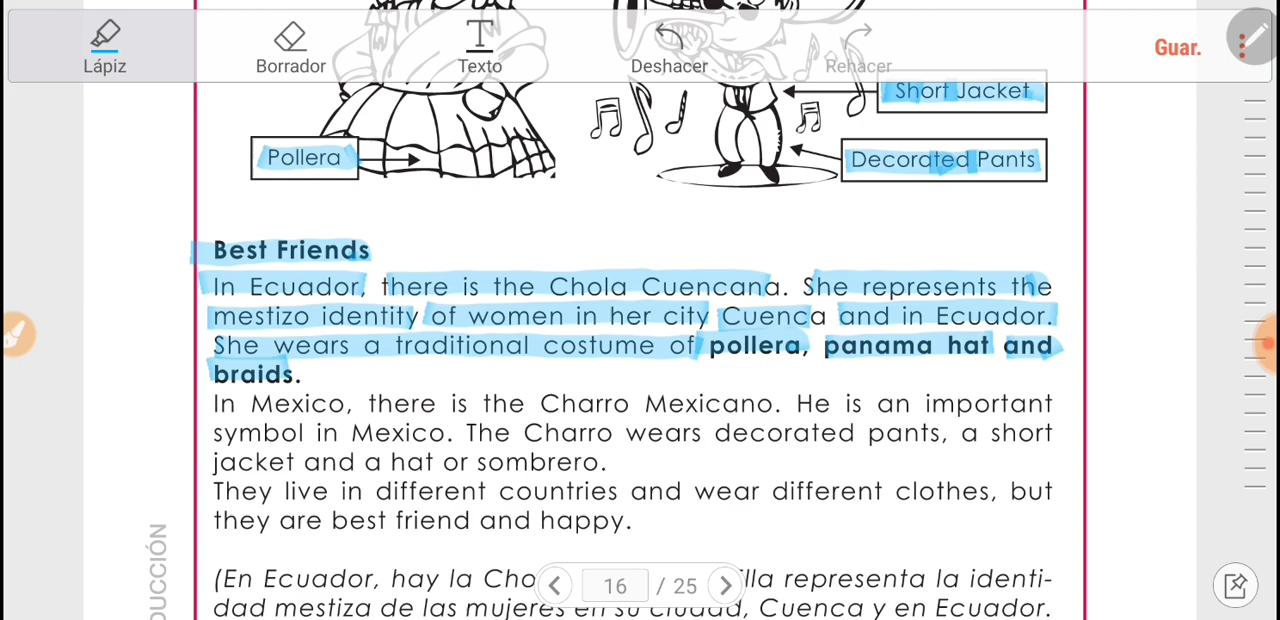 Lápiz
Borrador
Texto
Deshacer
Rehacer
Guar.
Short Jacket
Pollera
Decorated Pants
Best Friends
In Ecuador, there is the Chola Cuencana. She represents the
mestizo identity of women in her city Cuenca and in Ecuador.
She wears a traditional costume of pollera, panama hat and
braids.
In Mexico, there is the Charro Mexicano. He is an important
symbol in Mexico. The Charro wears decorated pants, a short
jacket and a hat or sombrero.
They live in different countries and wear different clothes, but
they are best friend and happy.
(En Ecuador, hay la Cho
lla representa la identi-
16 / 25
dad mestiza de las mujeres en su ciudad, Cuenca y en Ecuador.
DUCCIÓN